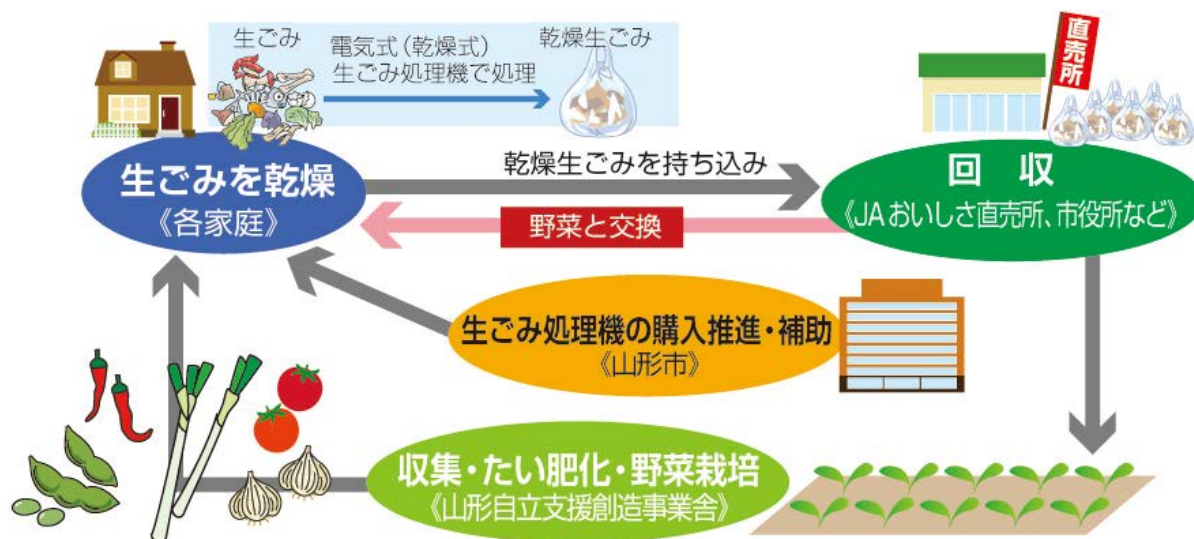 生ごみ
電気式（乾燥式）
生ごみ処理機で処理
乾燥生ごみ
直売所
生ごみを乾燥
《各家庭》
乾燥生ごみを持ち込み
野菜と交換
回 収
《JAおいしさ直売所、市役所など》
生ごみ処理機の購入推進・補助
《山形市》
収集・たい肥化・野菜栽培
《山形自立支援創造事業舎》